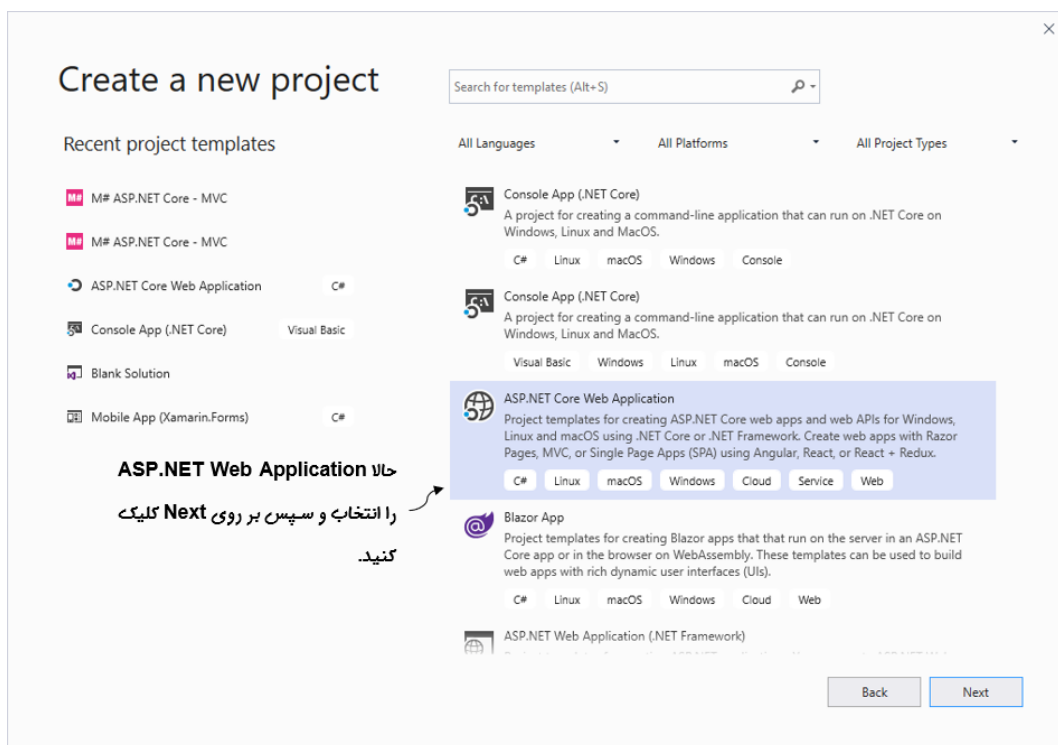 Create a new project
Search for templates (Alt+S)
Recent project templates
All Languages
All Platforms
All Project Types
M# M# ASP.NET Core - MVC
M# M# ASP.NET Core - MVC
ASP.NET Core Web Application C#
Console App (.NET Core) Visual Basic
Blank Solution
Mobile App (Xamarin.Forms) C#
حالا ASP.NET Web Application
را انتخاب و سپس بر روی Next کلیک
کنید.
Console App (.NET Core)
A project for creating a command-line application that can run on .NET Core on
Windows, Linux and MacOS.
C# Linux macOS Windows Console
Console App (.NET Core)
A project for creating a command-line application that can run on .NET Core on
Windows, Linux and MacOS.
Visual Basic Windows Linux macOS Console
ASP.NET Core Web Application
Project templates for creating ASP.NET Core web apps and web APIs for Windows,
Linux and macOS using .NET Core or .NET Framework. Create web apps with Razor
Pages, MVC, or Single Page Apps (SPA) using Angular, React, or React + Redux.
C# Linux macOS Windows Cloud Service Web
Blazor App
Project templates for creating Blazor apps that that run on the server in an ASP.NET
Core app or in the browser on WebAssembly. These templates can be used to build
web apps with rich dynamic user interfaces (UIs).
C# Linux macOS Windows Cloud Web
ASP.NET Web Application (.NET Framework)
Back
Next